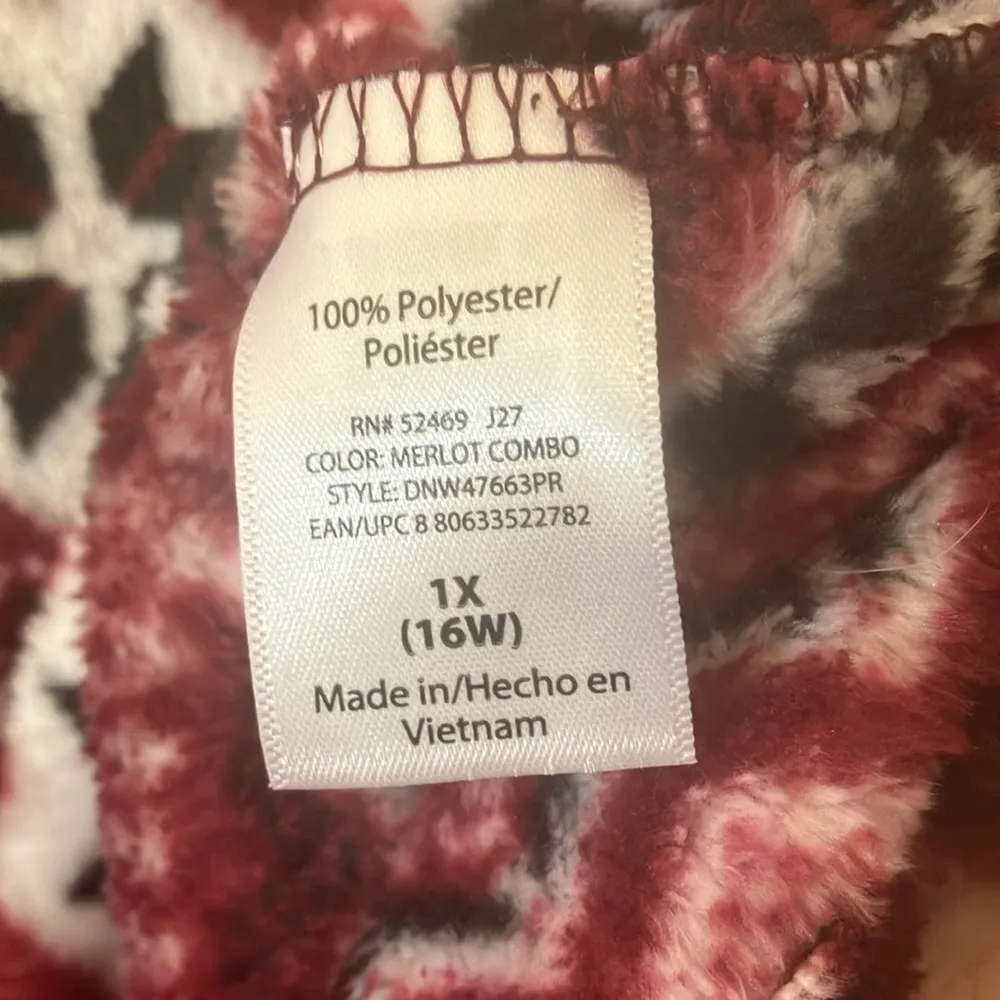 100% Polyester/
Poliéster
RN# 52469 J27
COLOR: MERLOT COMBO
STYLE: DNW47663PR
EAN/UPC 8 80633522782
1X
(16W)
Made in/Hecho en
Vietnam